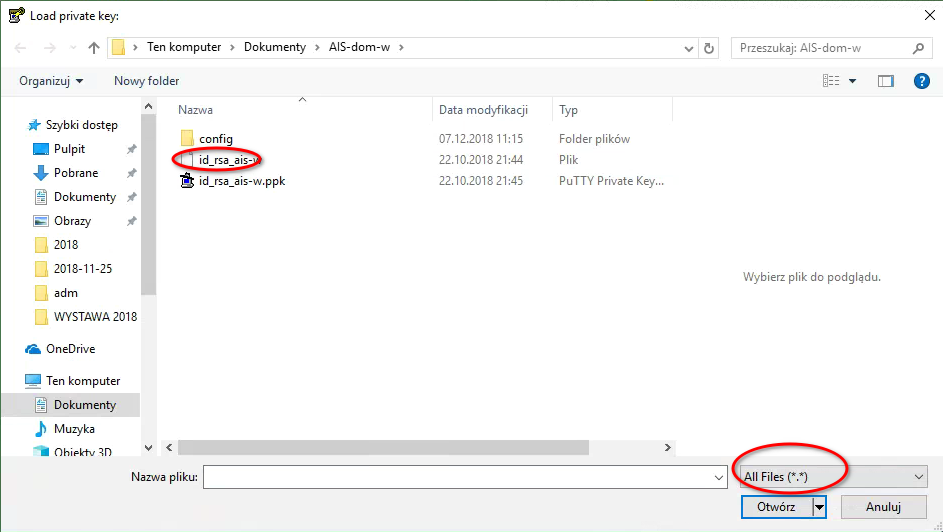 Load private key:
Ten komputer > Dokumenty > AIS-dom-w >
Przeszukaj: AIS-dom-w
Organizuj
Nowy folder
Szybki dostęp
Pulpit
Pobrane
Dokumenty
Obrazy
2018
2018-11-25
adm
WYSTAWA 2018
OneDrive
Ten komputer
Dokumenty
Muzyka
Obiekty 3D
Nazwa Data modyfikacji Typ
config 07.12.2018 11:15 Folder plików
id_rsa_ais-w 22.10.2018 21:44 Plik
id_rsa_ais-w.ppk 22.10.2018 21:45 PuTTY Private Key...
Wybierz plik do podglądu.
Nazwa pliku:
All Files (*.*)
Otwórz
Anuluj